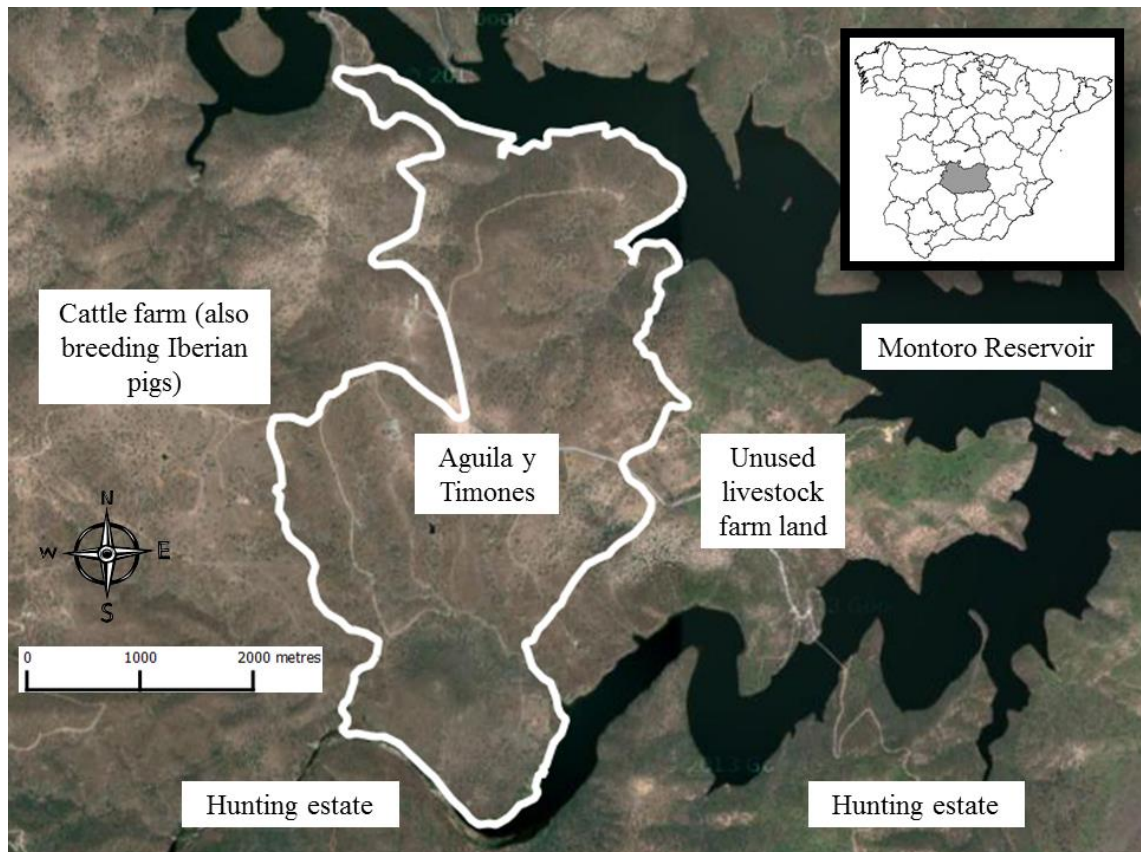 Cattle farm (also
breeding Iberian
pigs)
Montoro Reservoir
Aguila y
Timones
Unused
livestock
farm land
N
W
E
S
0 1000 2000 metres
Hunting estate
Hunting estate